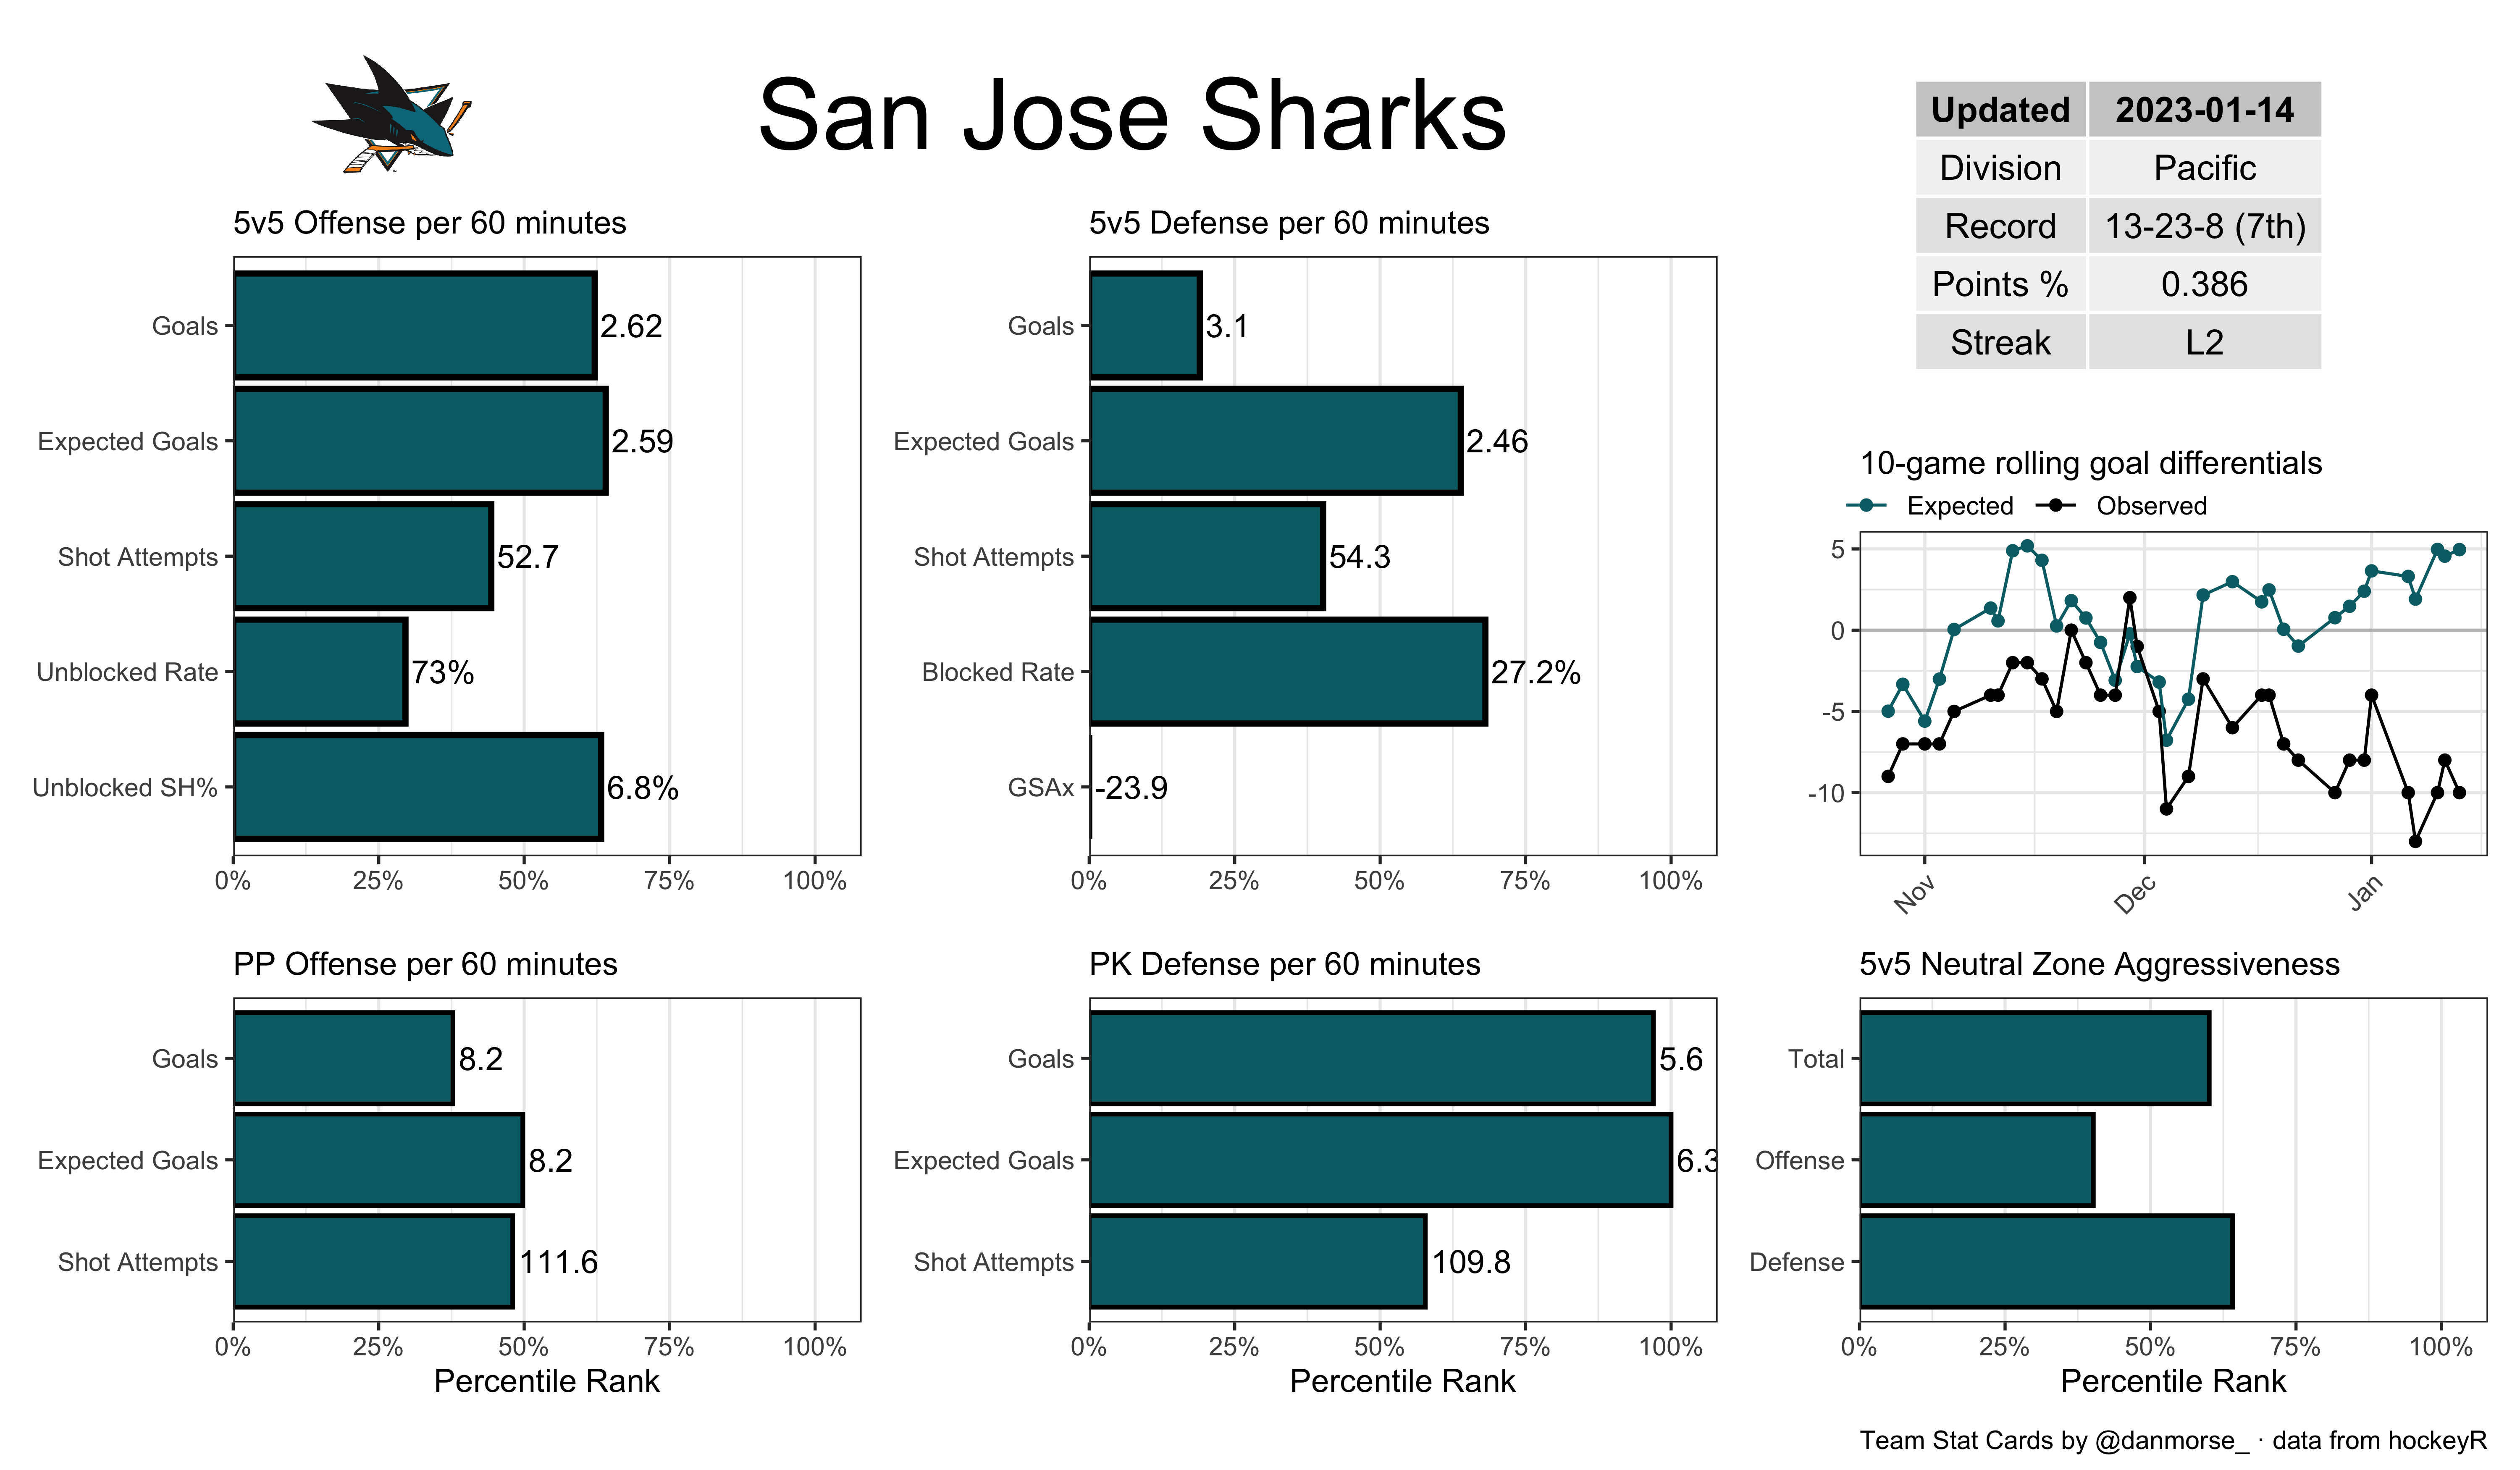 San Jose Sharks
Updated 2023-01-14
Division Pacific
Record 13-23-8 (7th)
Points % 0.386
Streak L2
5v5 Offense per 60 minutes
Goals 2.62
Expected Goals 2.59
Shot Attempts 52.7
Unblocked Rate 73%
Unblocked SH% 6.8%
0% 25% 50% 75% 100%
5v5 Defense per 60 minutes
Goals 3.1
Expected Goals 2.46
Shot Attempts 54.3
Blocked Rate 27.2%
GSAx -23.9
0% 25% 50% 75% 100%
10-game rolling goal differentials
Expected Observed
5
0
-5
-10
Nov Dec Jan
PP Offense per 60 minutes
Goals 8.2
Expected Goals 8.2
Shot Attempts 111.6
0% 25% 50% 75% 100%
Percentile Rank
PK Defense per 60 minutes
Goals 5.6
Expected Goals 6.3
Shot Attempts 109.8
0% 25% 50% 75% 100%
Percentile Rank
5v5 Neutral Zone Aggressiveness
Total
Offense
Defense
0% 25% 50% 75% 100%
Percentile Rank
Team Stat Cards by @danmorse_ · data from hockeyR